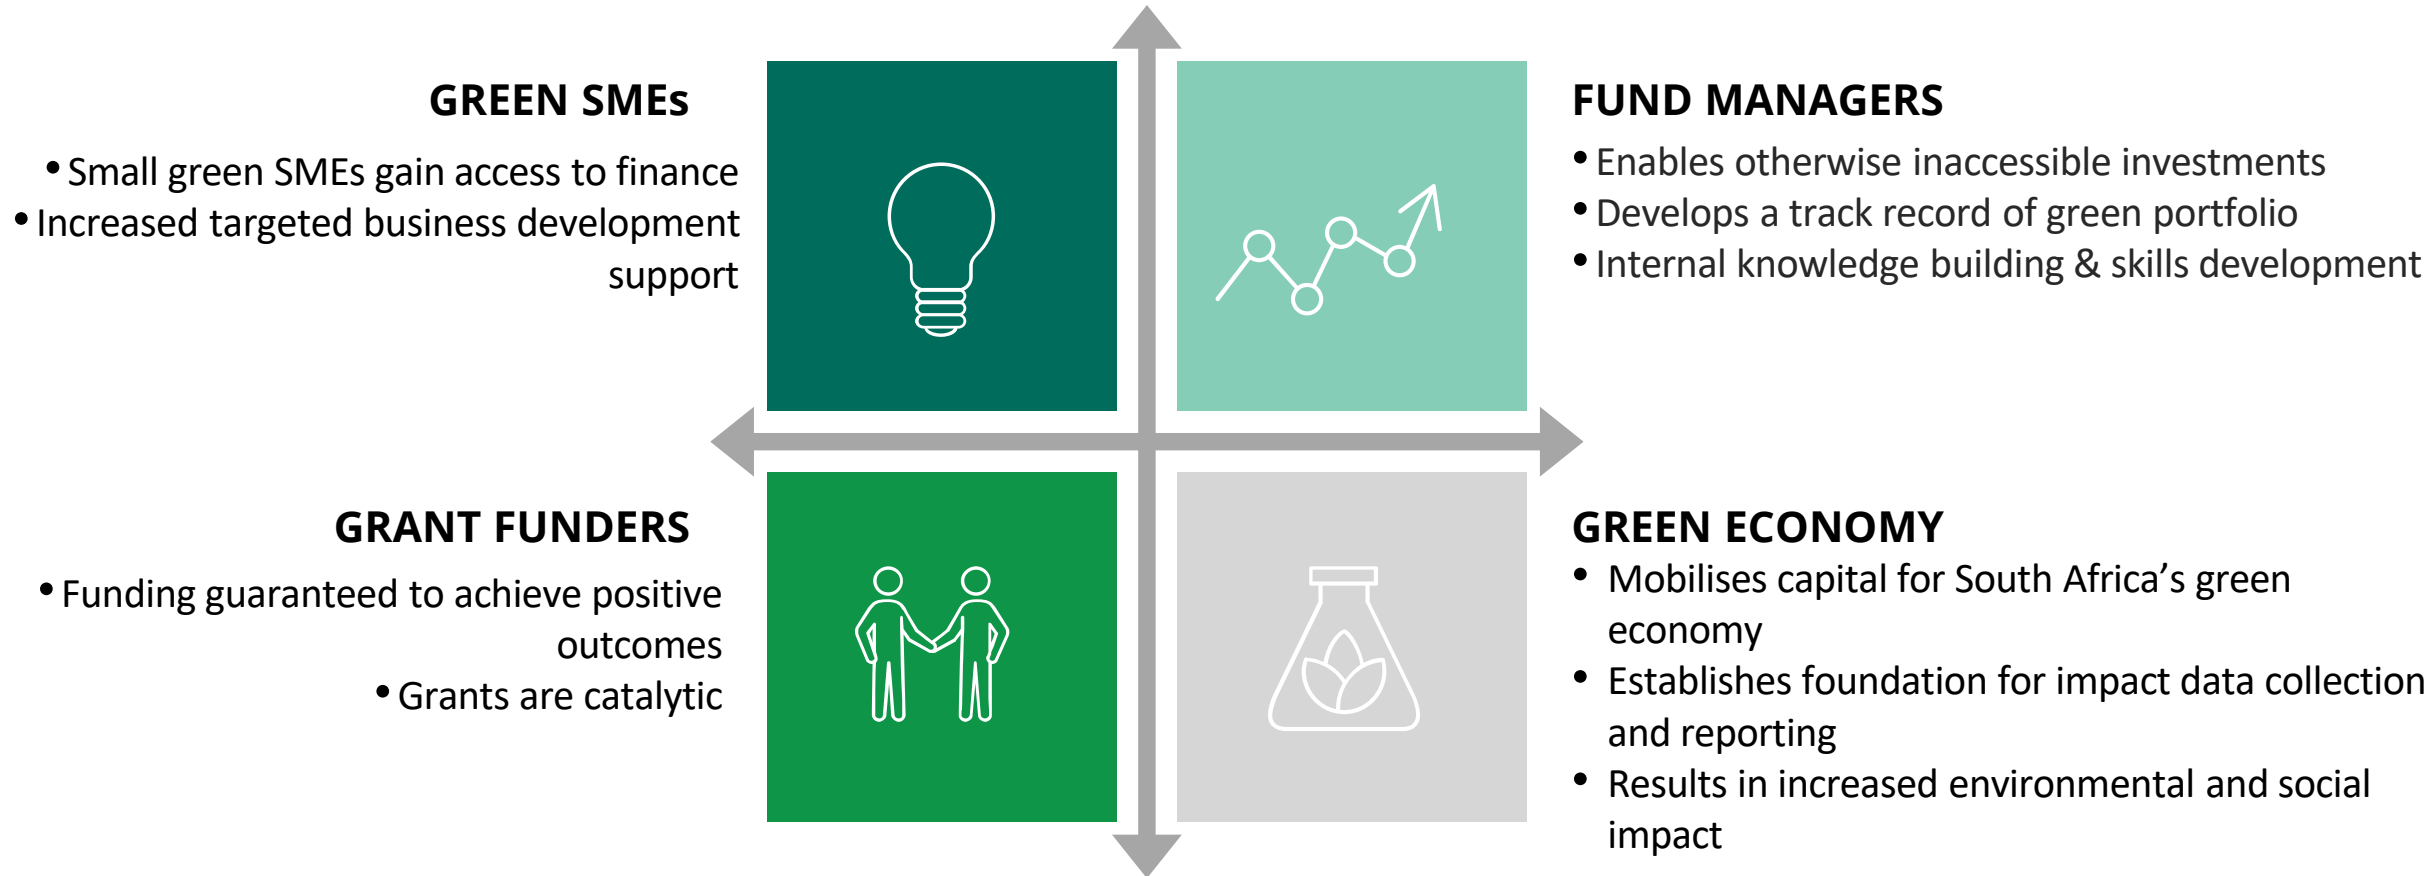 GREEN SMEs
• Small green SMEs gain access to finance
• Increased targeted business development
support
FUND MANAGERS
• Enables otherwise inaccessible investments
• Develops a track record of green portfolio
• Internal knowledge building & skills development
GRANT FUNDERS
• Funding guaranteed to achieve positive
outcomes
• Grants are catalytic
GREEN ECONOMY
• Mobilises capital for South Africa’s green
economy
• Establishes foundation for impact data collection
and reporting
• Results in increased environmental and social
impact